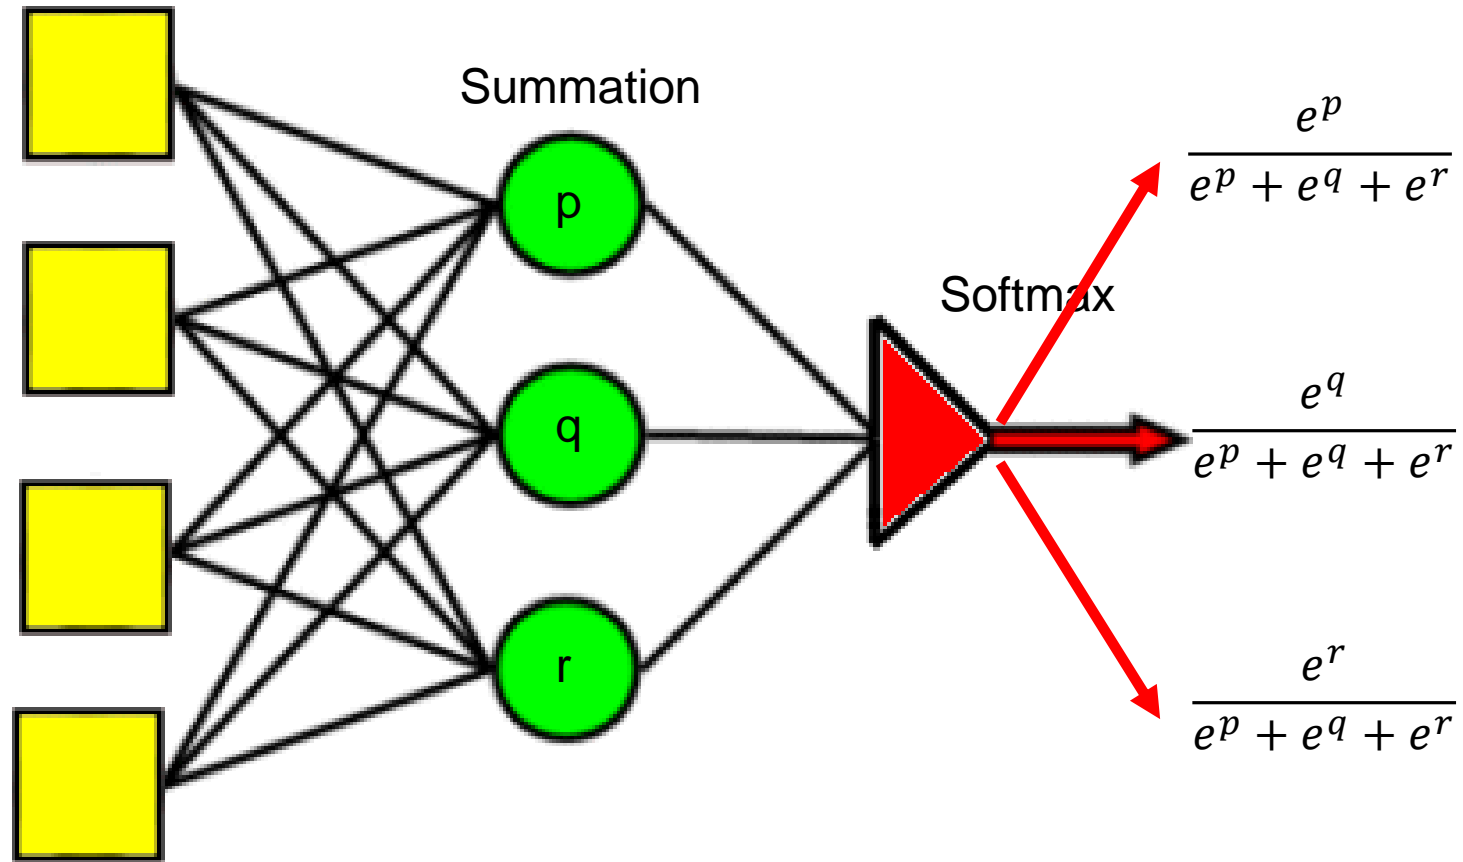 Summation
p
q
r
Softmax
e^p
e^p + e^q + e^r
e^q
e^p + e^q + e^r
e^r
e^p + e^q + e^r